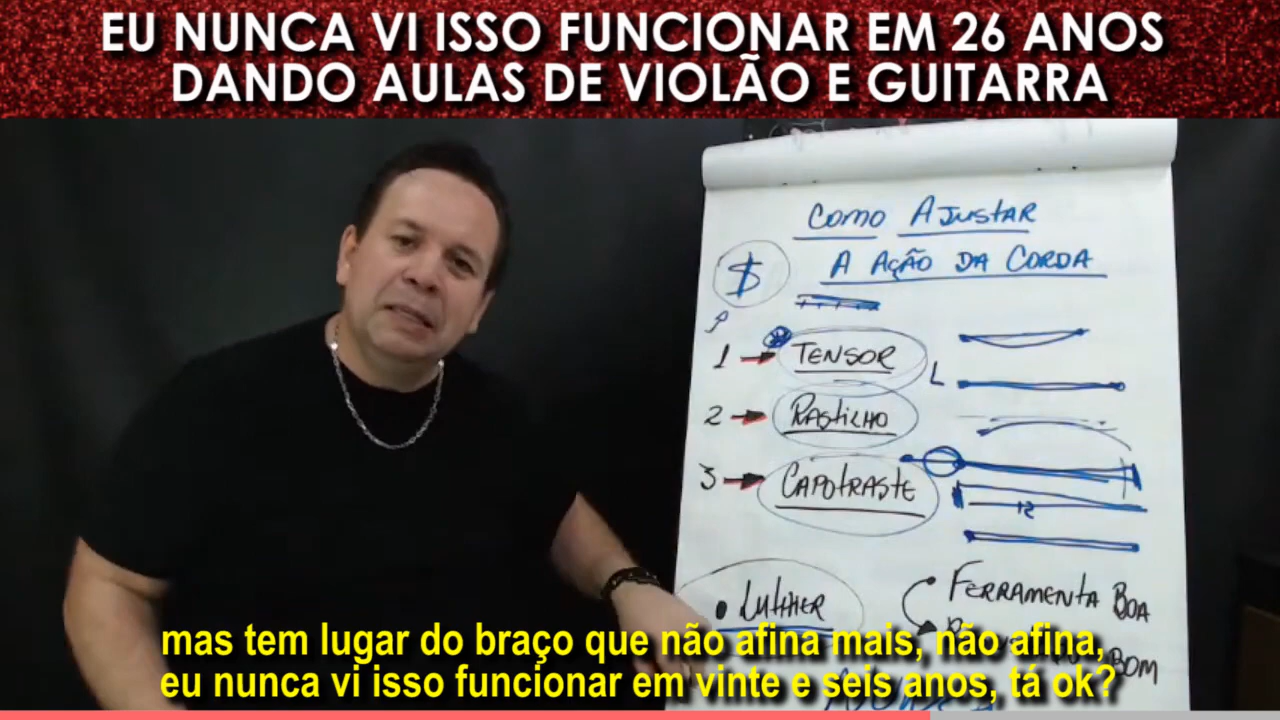 EU NUNCA VI ISSO FUNCIONAR EM 26 ANOS
DANDO AULAS DE VIOLÃO E GUITARRA
COMO AJUSTAR
A AÇÃO DA CORDA
$
1 → TENSOR
L
2 → RASTILHO
3 → CAPOTRASTE
12
• LUTHIER
• FERRAMENTA BOA
BOM
mas tem lugar do braço que não afina mais, não afina,
eu nunca vi isso funcionar em vinte e seis anos, tá ok?